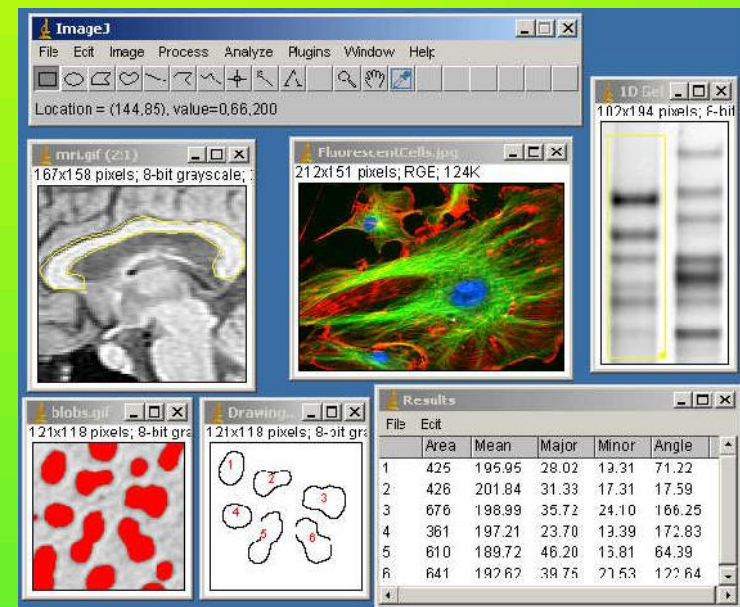 ImageJ
File Edit Image Process Analyze Plugins Window Help
Location = (144,85), value=0,66,200
1D Gel
102x194 pixels; 8-bit
mri.gif (2:1)
167x158 pixels; 8-bit grayscale;
FluorescentCells.jpg
212x151 pixels; RGB; 124K
blobs.gif
121x118 pixels; 8-bit gra
Drawing...
121x118 pixels; 8-bit gra
1
2
3
4
5
6
Results
File Edit
Area Mean Major Minor Angle
1 425 195.95 28.02 19.31 71.22
2 426 201.84 31.33 17.31 17.59
3 676 198.99 35.72 24.10 166.25
4 361 197.21 23.70 19.39 172.83
5 610 189.72 46.20 16.81 64.39
6 641 192.62 39.75 20.53 122.64